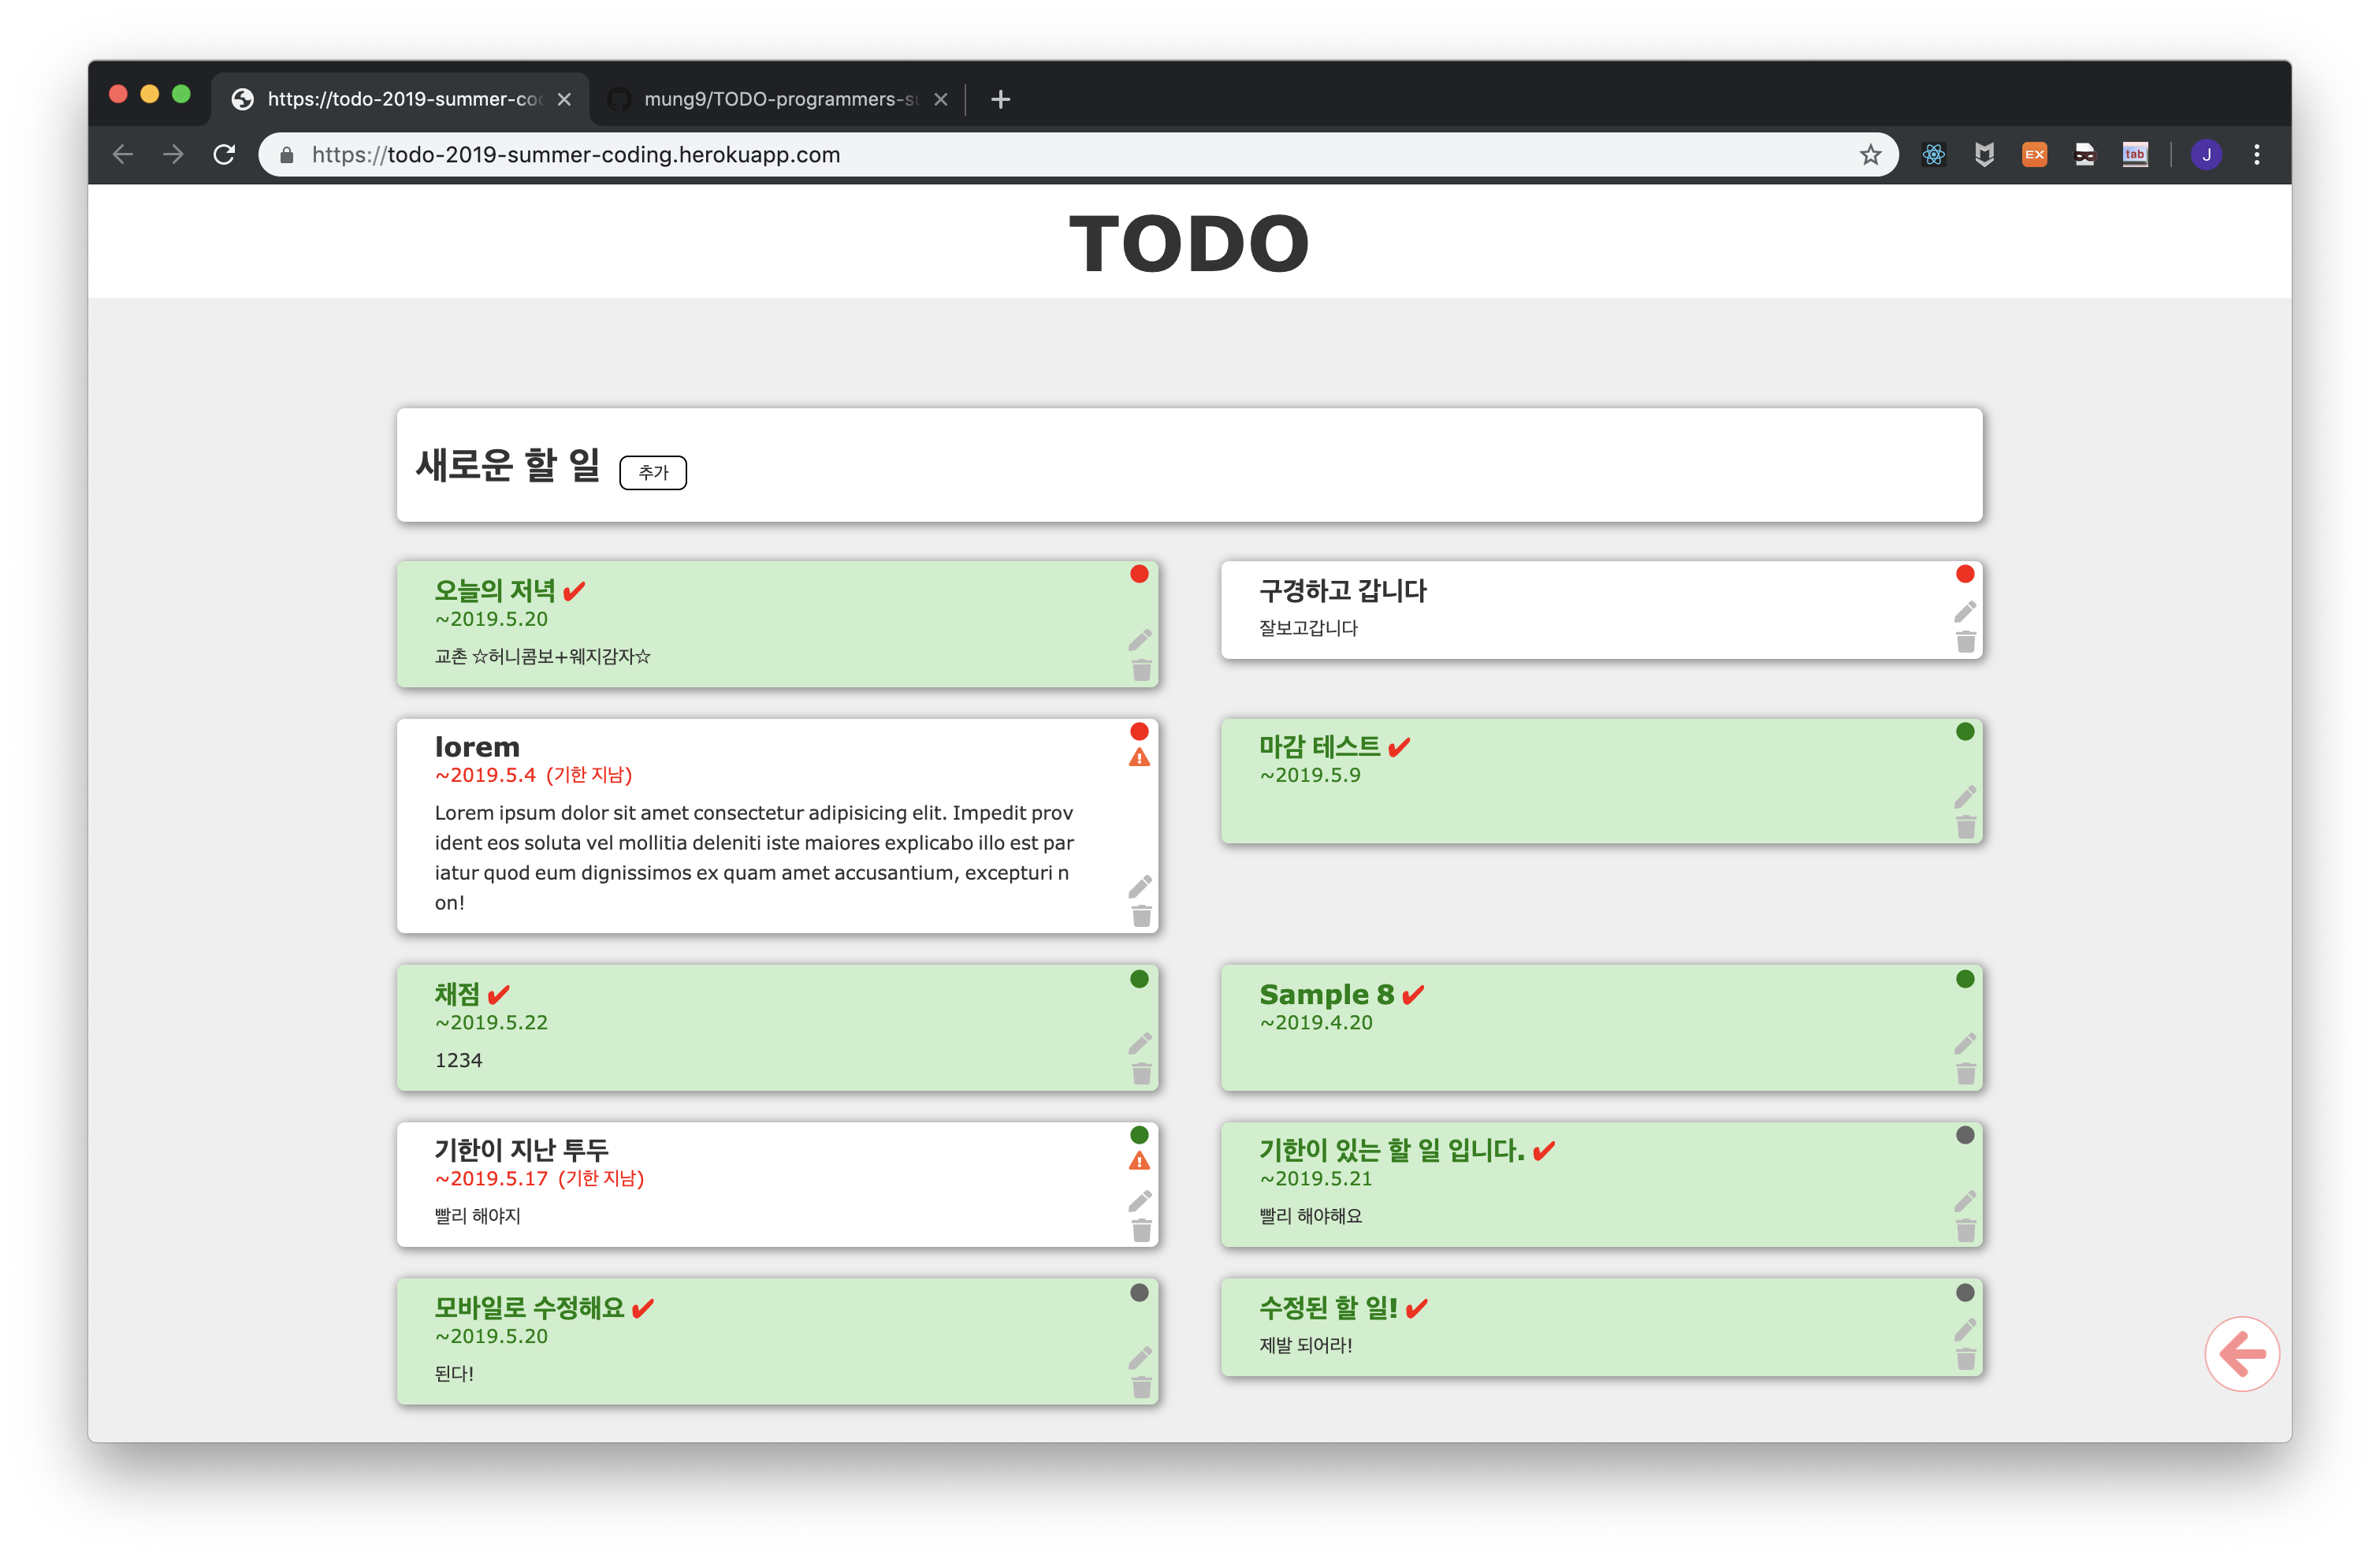 https://todo-2019-summer-co
mung9/TODO-programmers-s
https://todo-2019-summer-coding.herokuapp.com
EX
tab
J
TODO
새로운 할 일 추가
오늘의 저녁 ✔
~2019.5.20
교촌 ☆허니콤보+웨지감자☆
구경하고 갑니다
잘보고갑니다
lorem
~2019.5.4 (기한 지남)
Lorem ipsum dolor sit amet consectetur adipisicing elit. Impedit prov
ident eos soluta vel mollitia deleniti iste maiores explicabo illo est par
iatur quod eum dignissimos ex quam amet accusantium, excepturi n
on!
마감 테스트 ✔
~2019.5.9
채점 ✔
~2019.5.22
1234
Sample 8 ✔
~2019.4.20
기한이 지난 투두
~2019.5.17 (기한 지남)
빨리 해야지
기한이 있는 할 일 입니다. ✔
~2019.5.21
빨리 해야해요
모바일로 수정해요 ✔
~2019.5.20
된다!
수정된 할 일! ✔
제발 되어라!